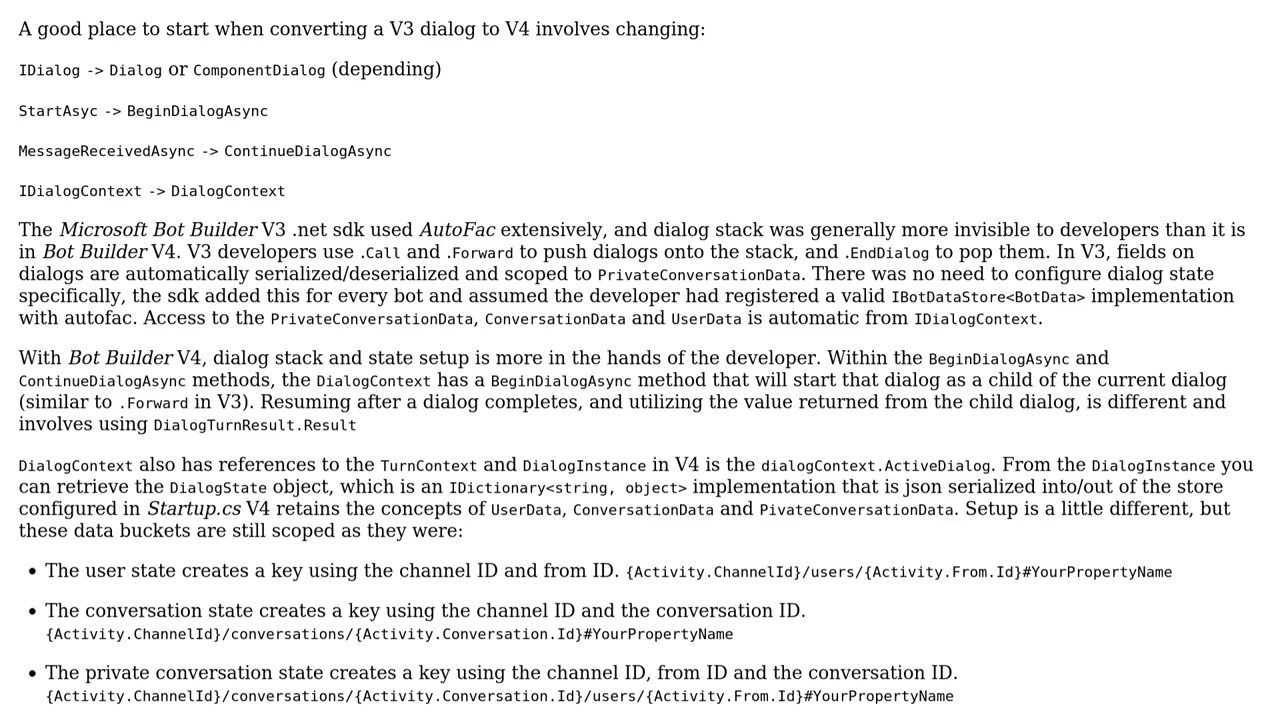 A good place to start when converting a V3 dialog to V4 involves changing:
IDialog -> Dialog or ComponentDialog (depending)
StartAsyc -> BeginDialogAsync
MessageReceivedAsync -> ContinueDialogAsync
IDialogContext -> DialogContext
The Microsoft Bot Builder V3 .net sdk used AutoFac extensively, and dialog stack was generally more invisible to developers than it is
in Bot Builder V4. V3 developers use .Call and .Forward to push dialogs onto the stack, and .EndDialog to pop them. In V3, fields on
dialogs are automatically serialized/deserialized and scoped to PrivateConversationData. There was no need to configure dialog state
specifically, the sdk added this for every bot and assumed the developer had registered a valid IBotDataStore<BotData> implementation
with autofac. Access to the PrivateConversationData, ConversationData and UserData is automatic from IDialogContext.
With Bot Builder V4, dialog stack and state setup is more in the hands of the developer. Within the BeginDialogAsync and
ContinueDialogAsync methods, the DialogContext has a BeginDialogAsync method that will start that dialog as a child of the current dialog
(similar to .Forward in V3). Resuming after a dialog completes, and utilizing the value returned from the child dialog, is different and
involves using DialogTurnResult.Result
DialogContext also has references to the TurnContext and DialogInstance in V4 is the dialogContext.ActiveDialog. From the DialogInstance you
can retrieve the DialogState object, which is an IDictionary<string, object> implementation that is json serialized into/out of the store
configured in Startup.cs V4 retains the concepts of UserData, ConversationData and PivateConversationData. Setup is a little different, but
these data buckets are still scoped as they were:
• The user state creates a key using the channel ID and from ID. {Activity.ChannelId}/users/{Activity.From.Id}#YourPropertyName
• The conversation state creates a key using the channel ID and the conversation ID.
{Activity.ChannelId}/conversations/{Activity.Conversation.Id}#YourPropertyName
• The private conversation state creates a key using the channel ID, from ID and the conversation ID.
{Activity.ChannelId}/conversations/{Activity.Conversation.Id}/users/{Activity.From.Id}#YourPropertyName